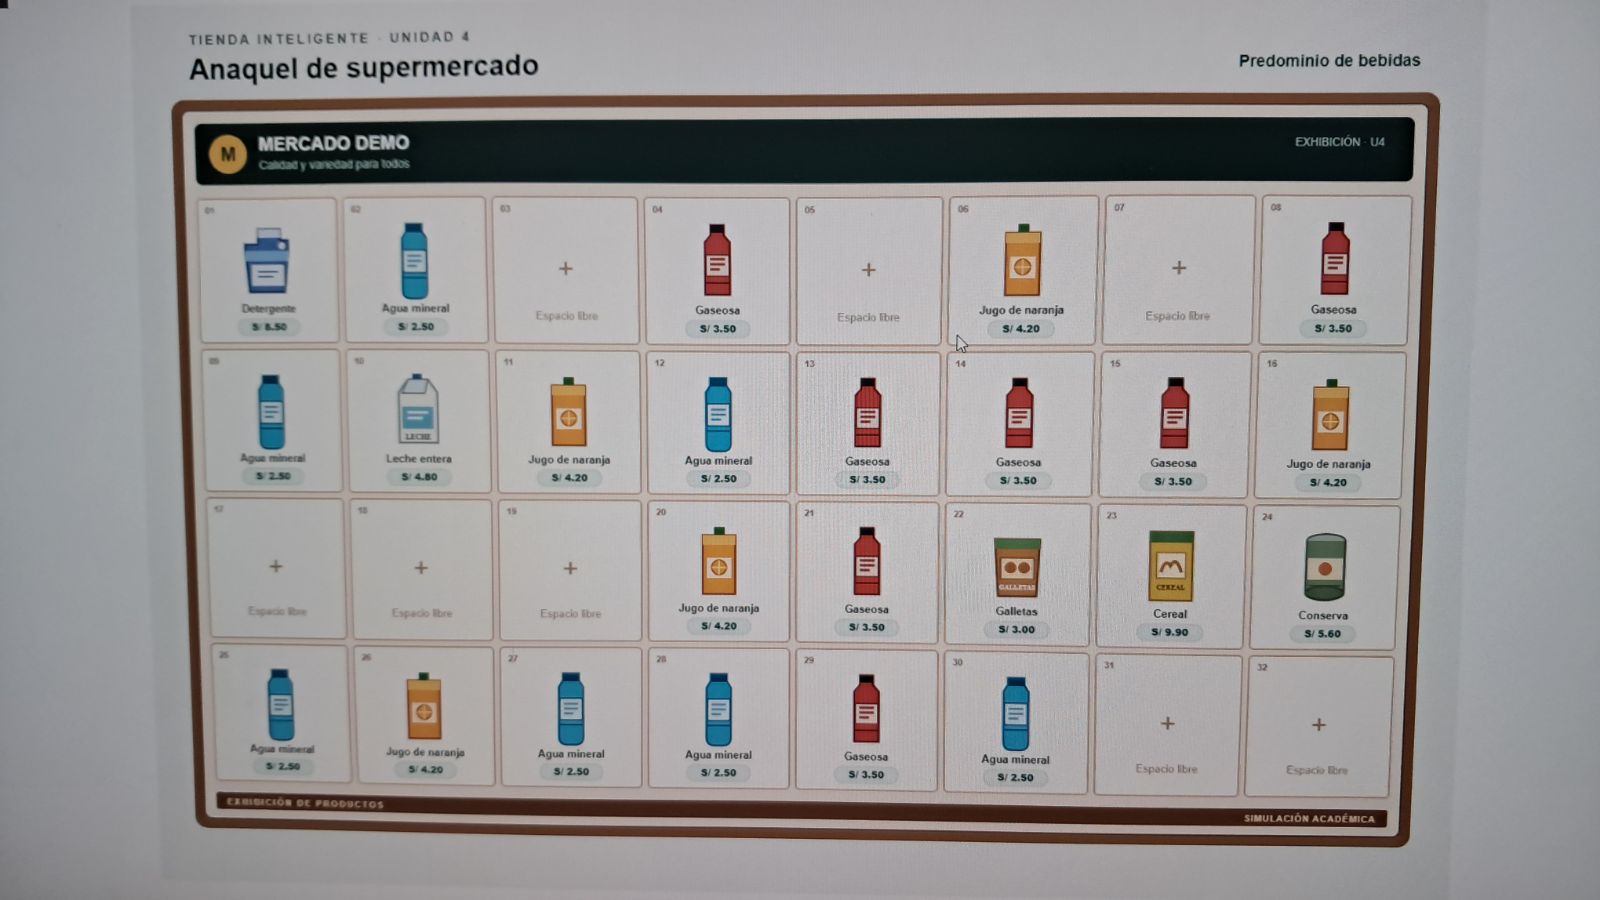 TIENDA INTELIGENTE · UNIDAD 4
Anaquel de supermercado
Predominio de bebidas
M
MERCADO DEMO
Calidad y variedad para todos
EXHIBICIÓN · U4
01
Detergente
S/ 8.50
02
Agua mineral
S/ 2.50
03
+
Espacio libre
04
Gaseosa
S/ 3.50
05
+
Espacio libre
06
Jugo de naranja
S/ 4.20
07
+
Espacio libre
08
Gaseosa
S/ 3.50
09
Agua mineral
S/ 2.50
10
LECHE
Leche entera
S/ 4.80
11
Jugo de naranja
S/ 4.20
12
Agua mineral
S/ 2.50
13
Gaseosa
S/ 3.50
14
Gaseosa
S/ 3.50
15
Gaseosa
S/ 3.50
16
Jugo de naranja
S/ 4.20
17
+
Espacio libre
18
+
Espacio libre
19
+
Espacio libre
20
Jugo de naranja
S/ 4.20
21
Gaseosa
S/ 3.50
22
GALLETAS
Galletas
S/ 3.00
23
CEREAL
Cereal
S/ 9.90
24
Conserva
S/ 5.60
25
Agua mineral
S/ 2.50
26
Jugo de naranja
S/ 4.20
27
Agua mineral
S/ 2.50
28
Agua mineral
S/ 2.50
29
Gaseosa
S/ 3.50
30
Agua mineral
S/ 2.50
31
+
Espacio libre
32
+
Espacio libre
EXHIBICIÓN DE PRODUCTOS
SIMULACIÓN ACADÉMICA